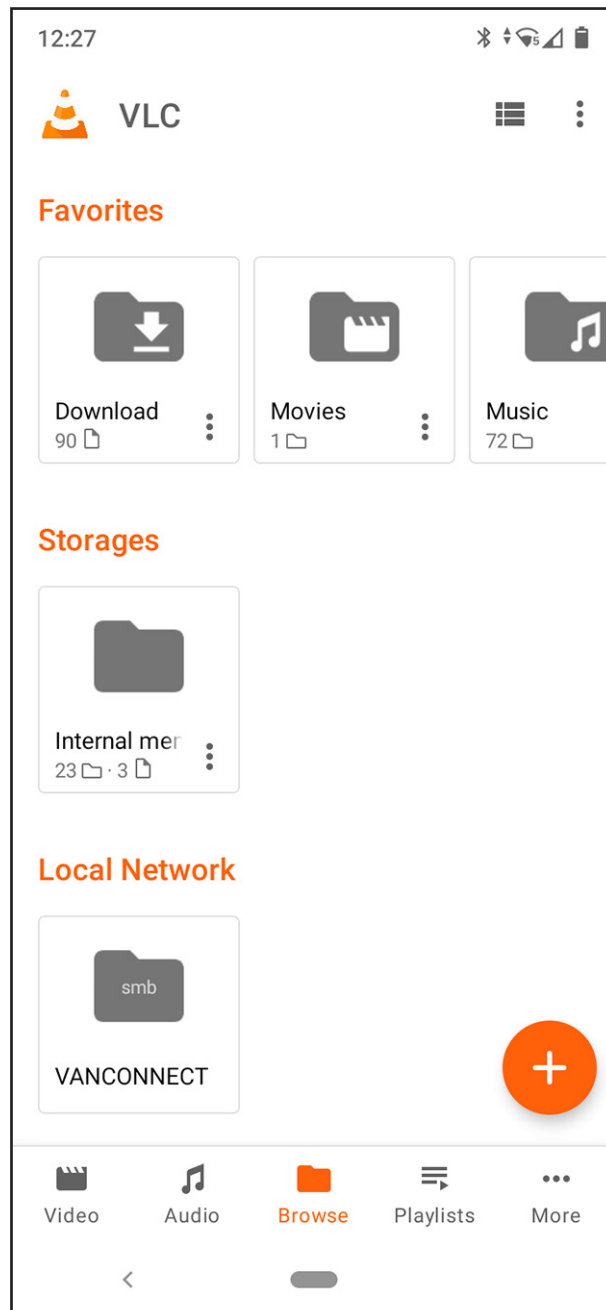 12:27
5
VLC
Favorites
Download
90
Movies
1
Music
72
Storages
Internal mer
23 · 3
Local Network
smb
VANCONNECT
Video Audio Browse Playlists More